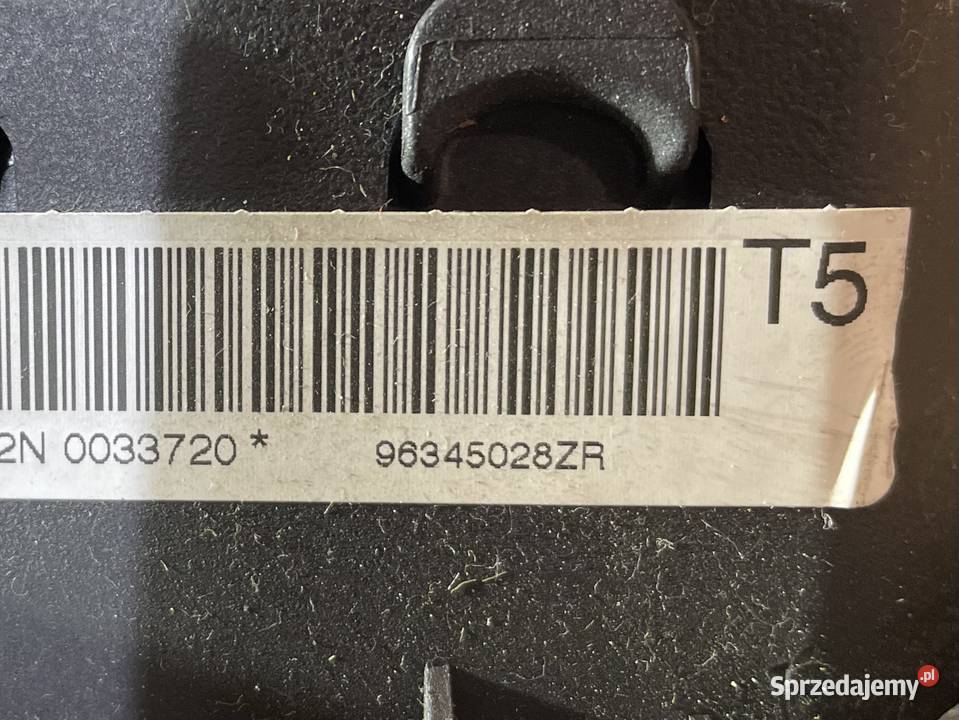 T5
2N 0033720 * 96345028ZR
Sprzedajemy.pl